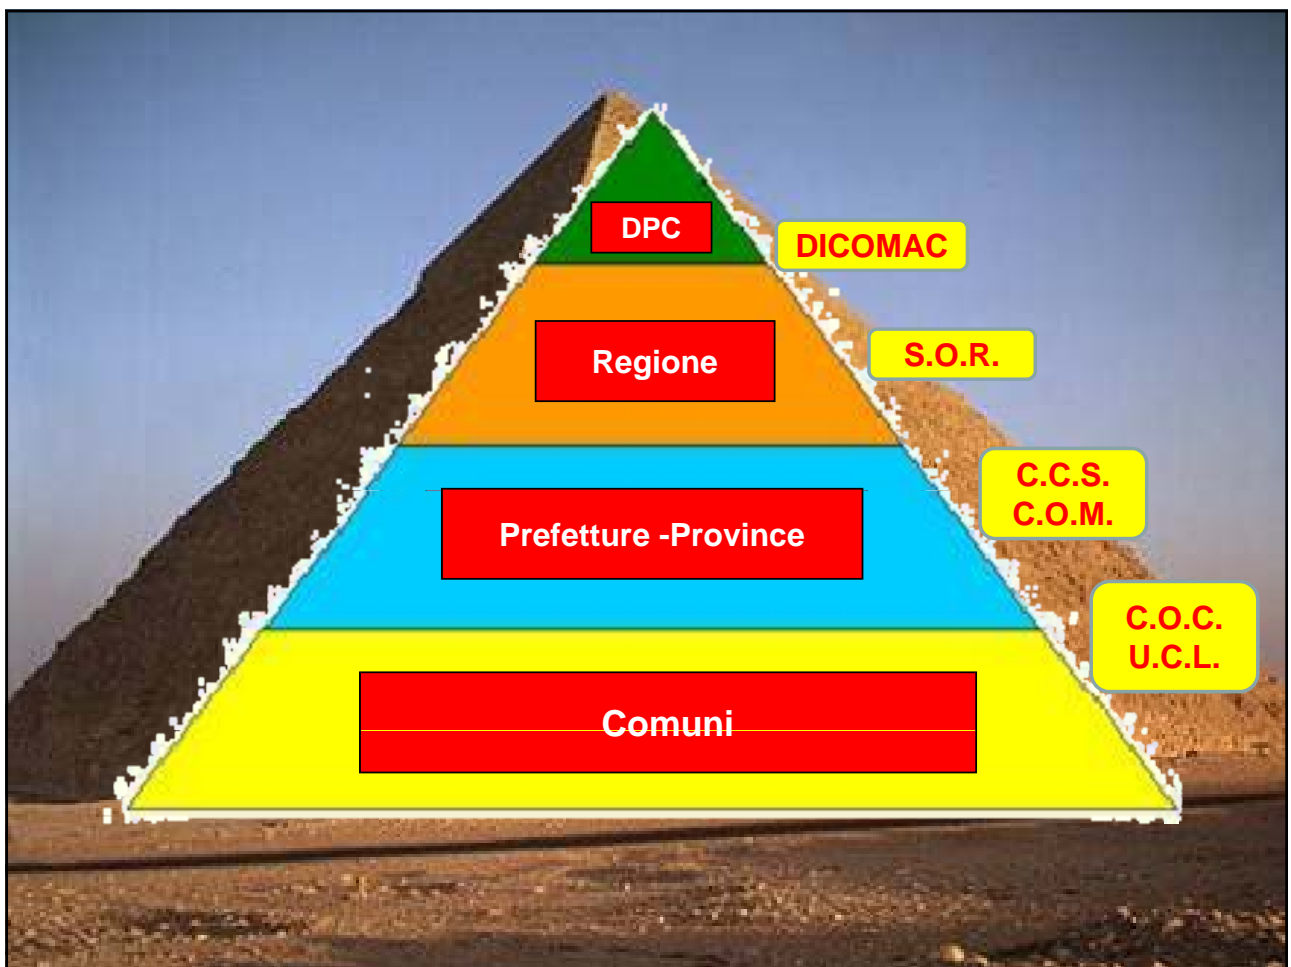 DPC
DICOMAC
Regione
S.O.R.
C.C.S.
C.O.M.
Prefetture -Province
C.O.C.
U.C.L.
Comuni